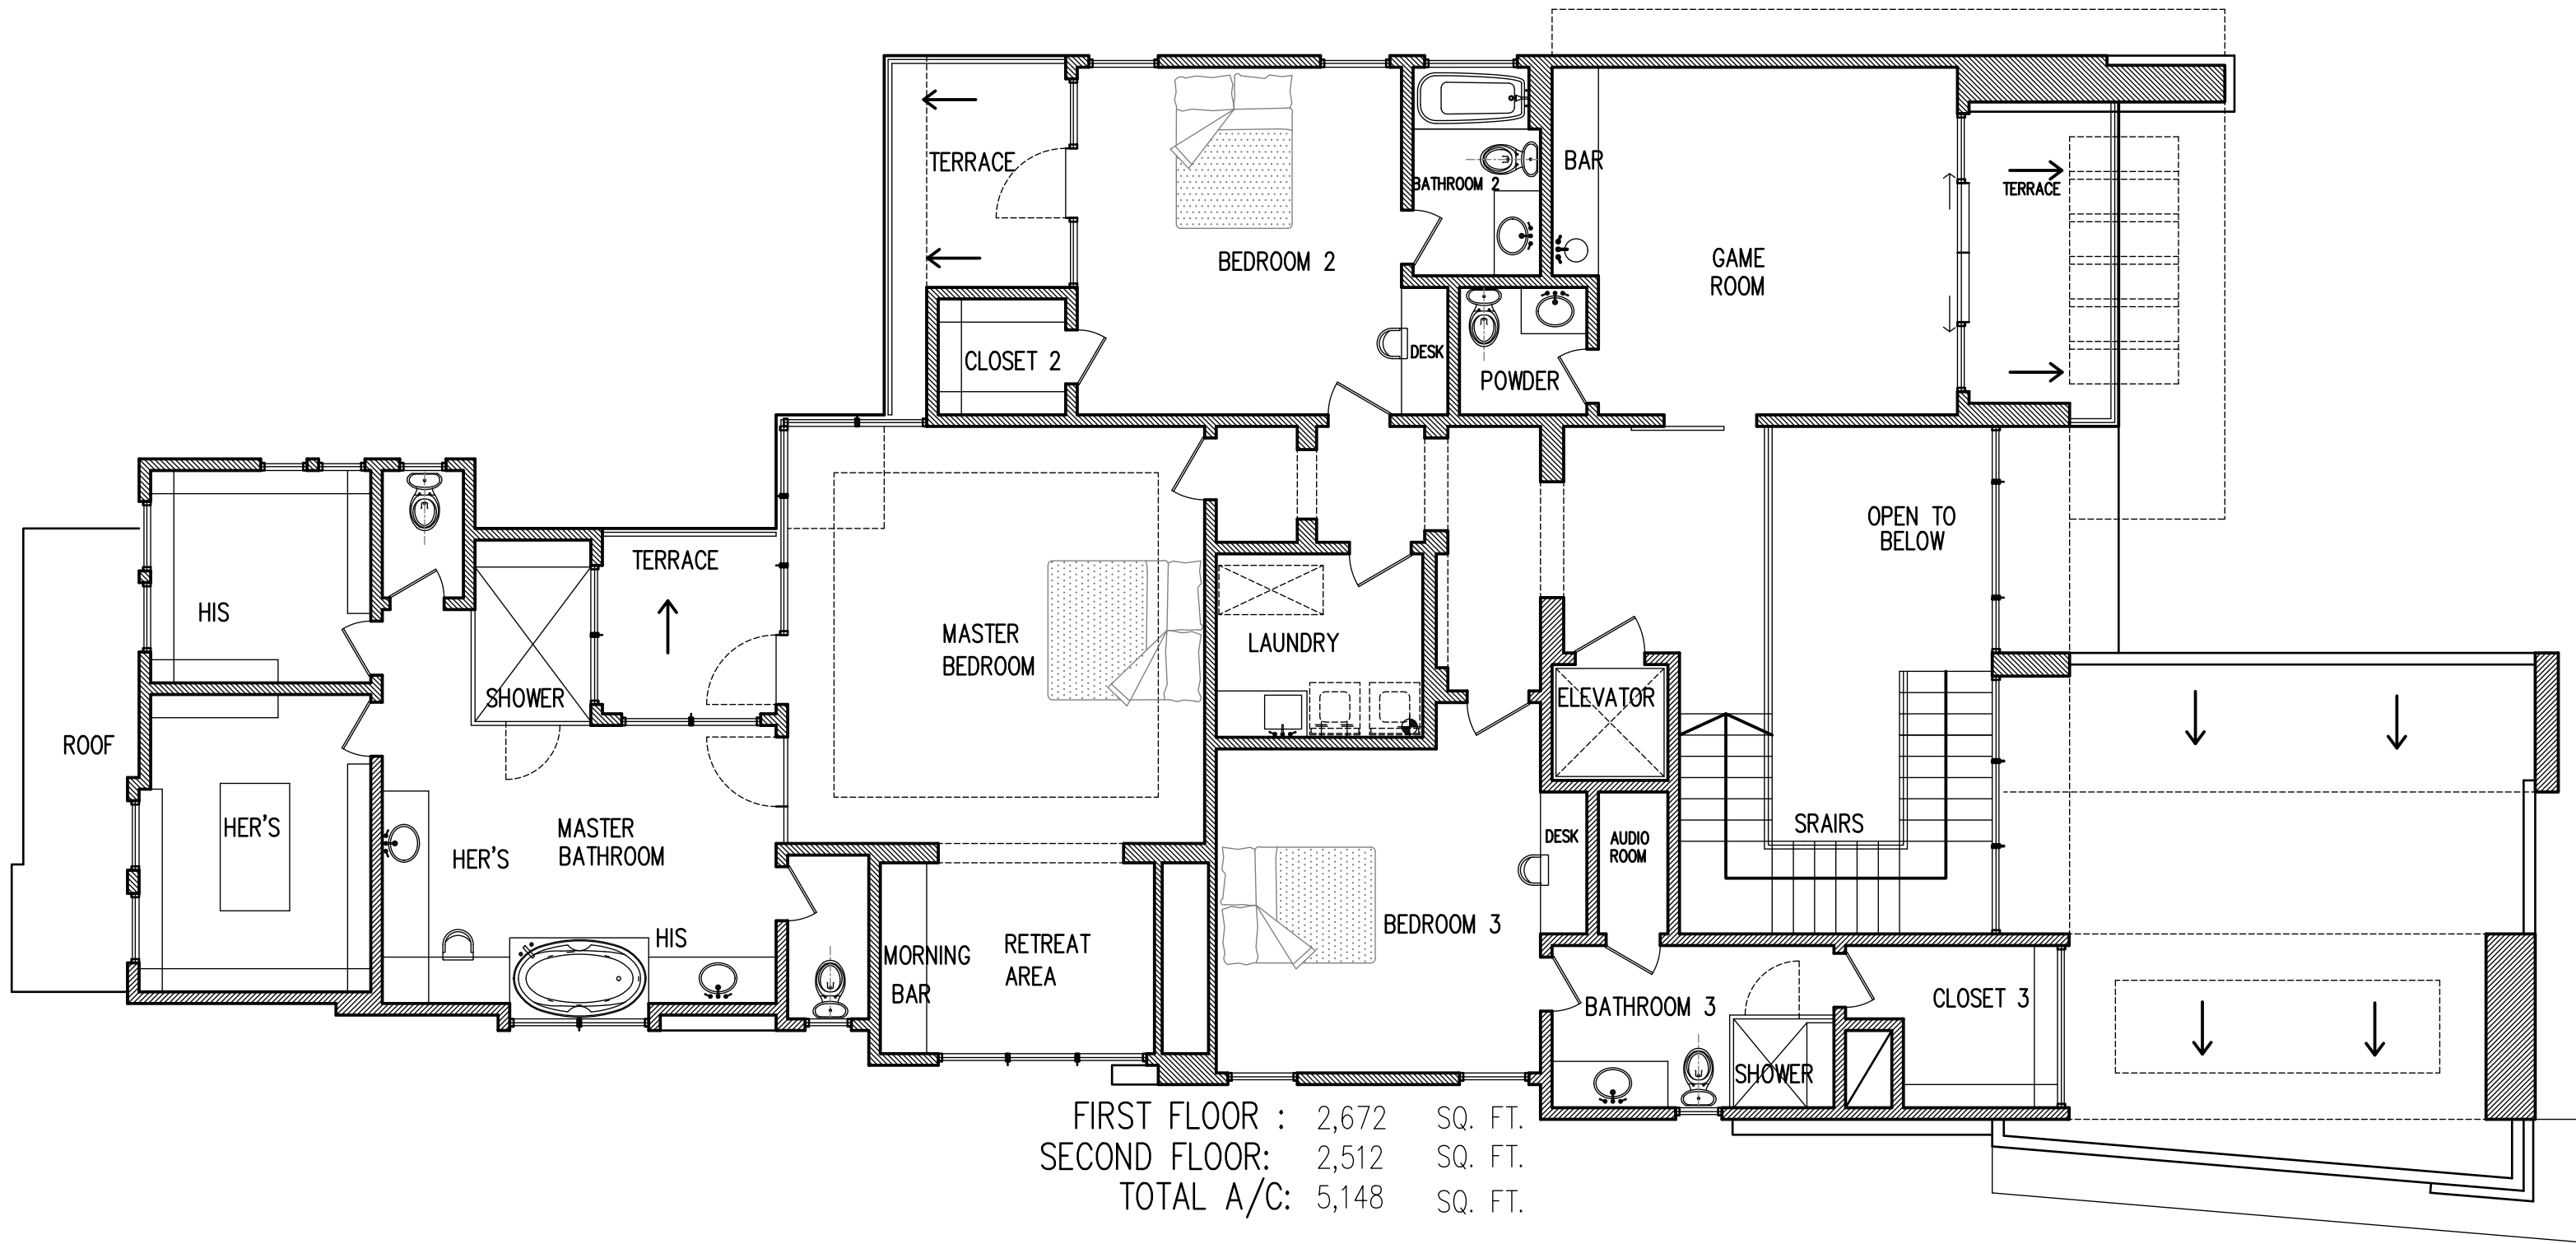 TERRACE
BEDROOM 2
BATHROOM 2
BAR
GAME
ROOM
TERRACE
CLOSET 2
DESK
POWDER
OPEN TO
BELOW
HIS
TERRACE
MASTER
BEDROOM
LAUNDRY
SHOWER
ELEVATOR
ROOF
HER'S
HER'S
MASTER
BATHROOM
HIS
MORNING
BAR
RETREAT
AREA
BEDROOM 3
DESK
AUDIO
ROOM
SRAIRS
BATHROOM 3
SHOWER
CLOSET 3
FIRST FLOOR : 2,672 SQ. FT.
SECOND FLOOR: 2,512 SQ. FT.
TOTAL A/C: 5,148 SQ. FT.